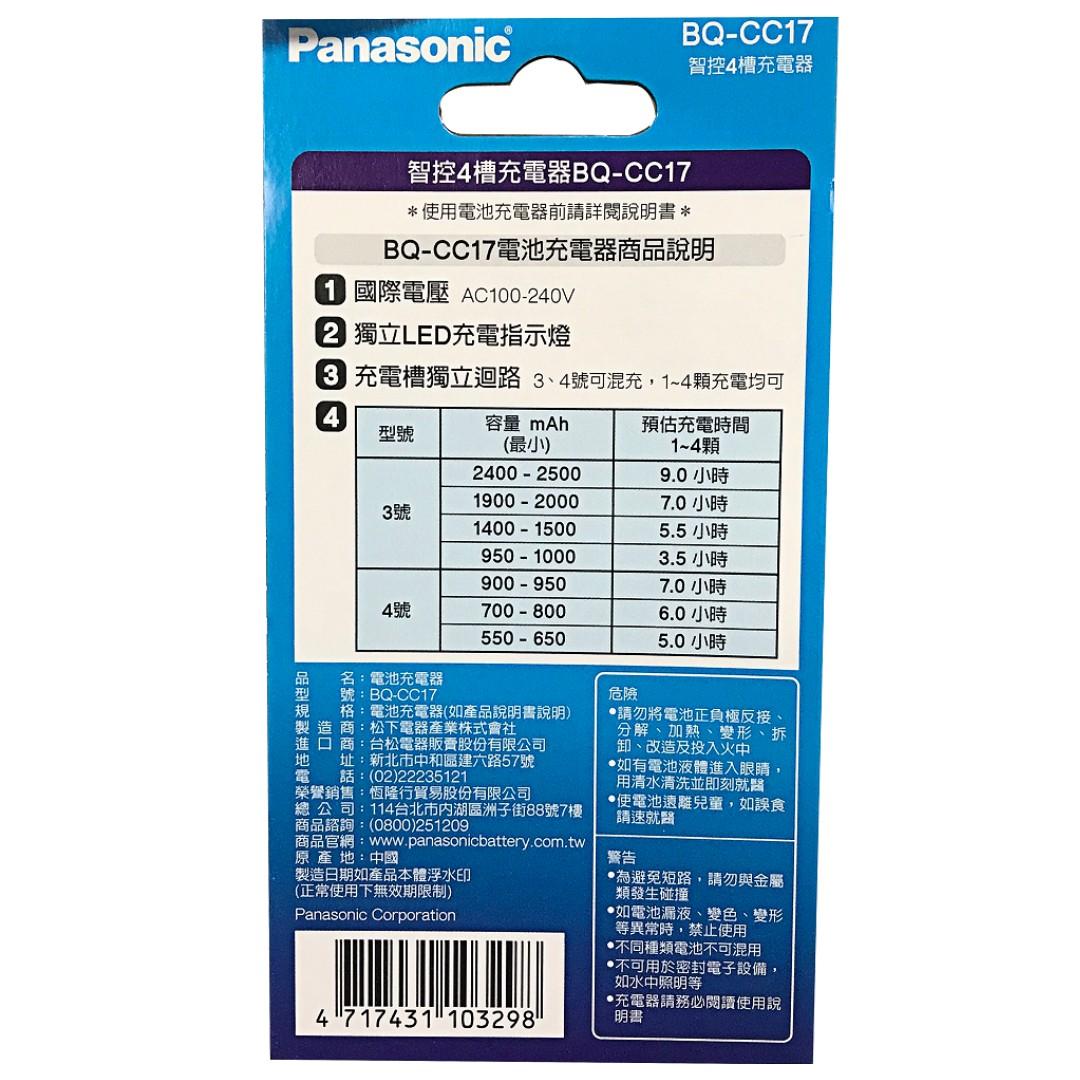 Panasonic®
BQ-CC17
智控4槽充電器
智控4槽充電器BQ-CC17
＊使用電池充電器前請詳閱說明書＊
BQ-CC17電池充電器商品說明
1 國際電壓 AC100-240V
2 獨立LED充電指示燈
3 充電槽獨立迴路 3、4號可混充，1~4顆充電均可
4
型號 容量 mAh (最小) 預估充電時間 1~4顆
3號
2400 - 2500 9.0 小時
1900 - 2000 7.0 小時
1400 - 1500 5.5 小時
950 - 1000 3.5 小時
4號
900 - 950 7.0 小時
700 - 800 6.0 小時
550 - 650 5.0 小時
品名：電池充電器
型號：BQ-CC17
規格：電池充電器(如產品說明書說明)
製造商：松下電器產業株式會社
進口商：台松電器販賣股份有限公司
地址：新北市中和區建六路57號
電話：(02)22235121
榮譽銷售：恆隆行貿易股份有限公司
總公司：114台北市內湖區洲子街88號7樓
商品諮詢：(0800)251209
商品官網：www.panasonicbattery.com.tw
原產地：中國
製造日期如產品本體浮水印
(正常使用下無效期限制)
Panasonic Corporation
4 717431 103298
危險
●請勿將電池正負極反接、
分解、加熱、變形、拆
卸、改造及投入火中
●如有電池液體進入眼睛，
用清水清洗並即刻就醫
●使電池遠離兒童，如誤食
請速就醫
警告
●為避免短路，請勿與金屬
類發生碰撞
●如電池漏液、變色、變形
等異常時，禁止使用
●不同種類電池不可混用
●不可用於密封電子設備，
如水中照明等
●充電器請務必閱讀使用說
明書